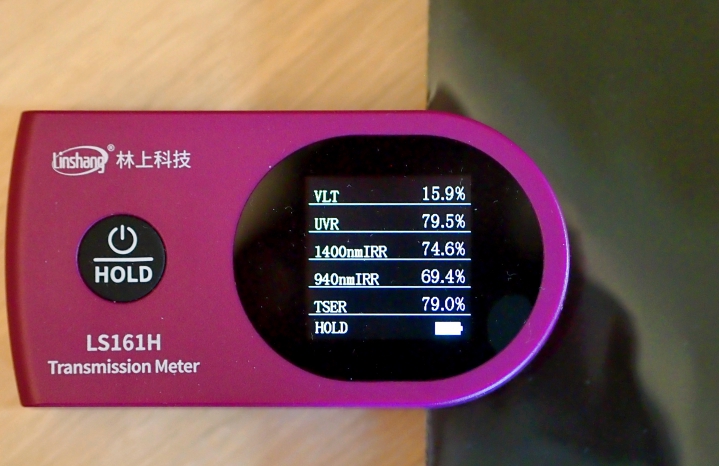 Linshang® 林上科技
HOLD
LS161H
Transmission Meter
VLT 15.9%
UVR 79.5%
1400nmIRR 74.6%
940nmIRR 69.4%
TSER 79.0%
HOLD